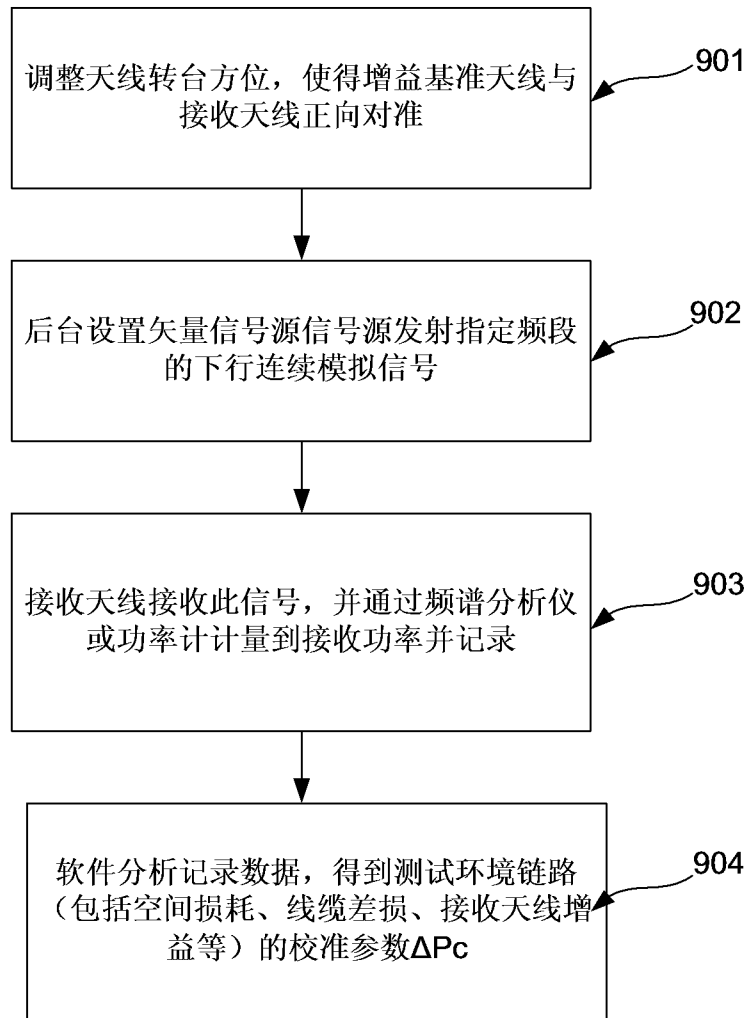 调整天线转台方位，使得增益基准天线与
接收天线正向对准
901
后台设置矢量信号源信号源发射指定频段
的下行连续模拟信号
902
接收天线接收此信号，并通过频谱分析仪
或功率计计量到接收功率并记录
903
软件分析记录数据，得到测试环境链路
（包括空间损耗、线缆差损、接收天线增
益等）的校准参数ΔPc
904